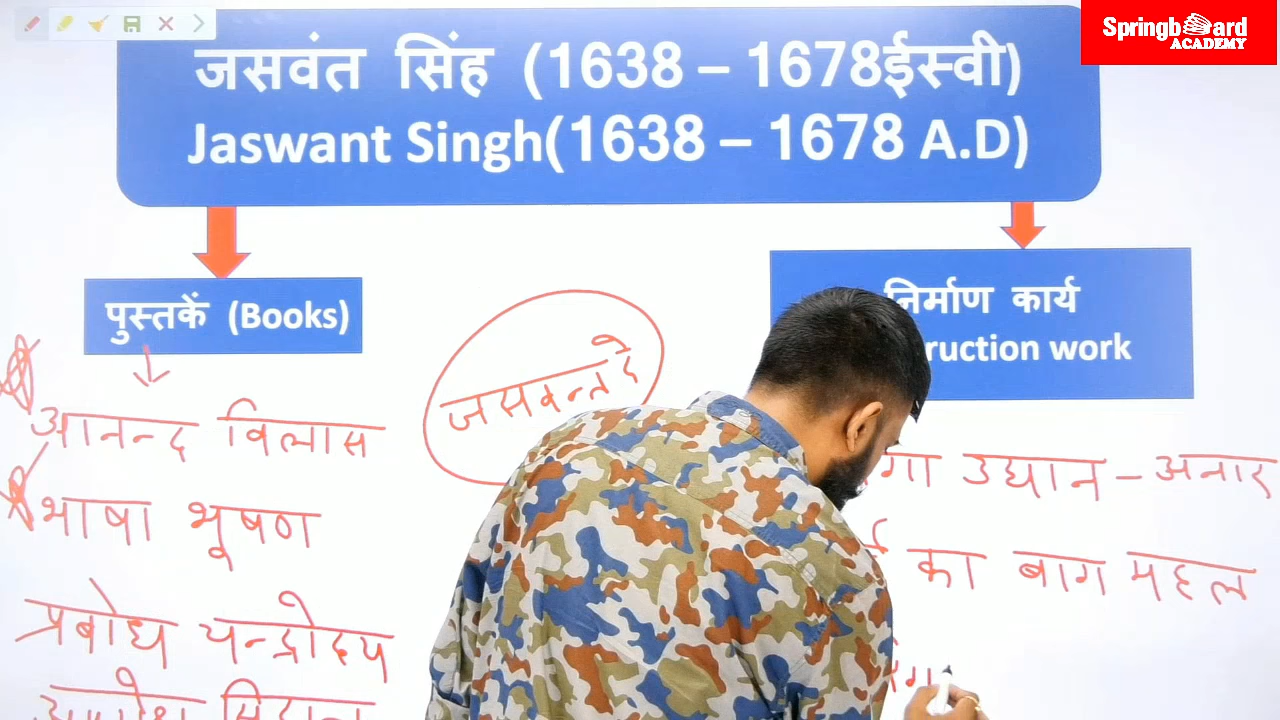 Springboard
ACADEMY
जसवंत सिंह (1638 – 1678ईस्वी)
Jaswant Singh(1638 – 1678 A.D)
पुस्तकें (Books)
निर्माण कार्य
ruction work
जसवन्त दे
आनन्द विलास
भाषा भूषण
प्रबोध चन्द्रोदय
गा उद्यान – अनार
का बाग महल